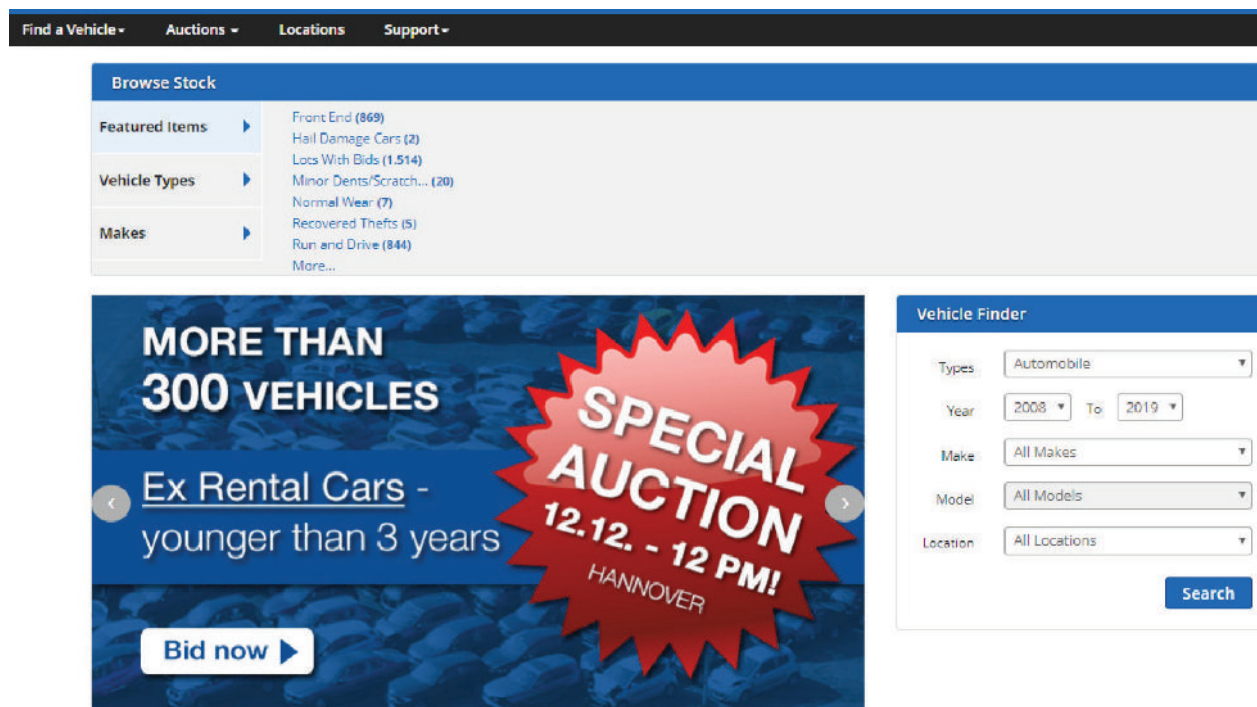 Find a Vehicle
Auctions
Locations
Support
Browse Stock
Featured Items
Vehicle Types
Makes
Front End (869)
Hail Damage Cars (2)
Lots With Bids (1.514)
Minor Dents/Scratch... (20)
Normal Wear (7)
Recovered Thefts (5)
Run and Drive (844)
More...
MORE THAN
300 VEHICLES
Ex Rental Cars -
younger than 3 years
Bid now
SPECIAL
AUCTION
12.12. - 12 PM!
HANNOVER
Vehicle Finder
Types Automobile
Year 2008 To 2019
Make All Makes
Model All Models
Location All Locations
Search